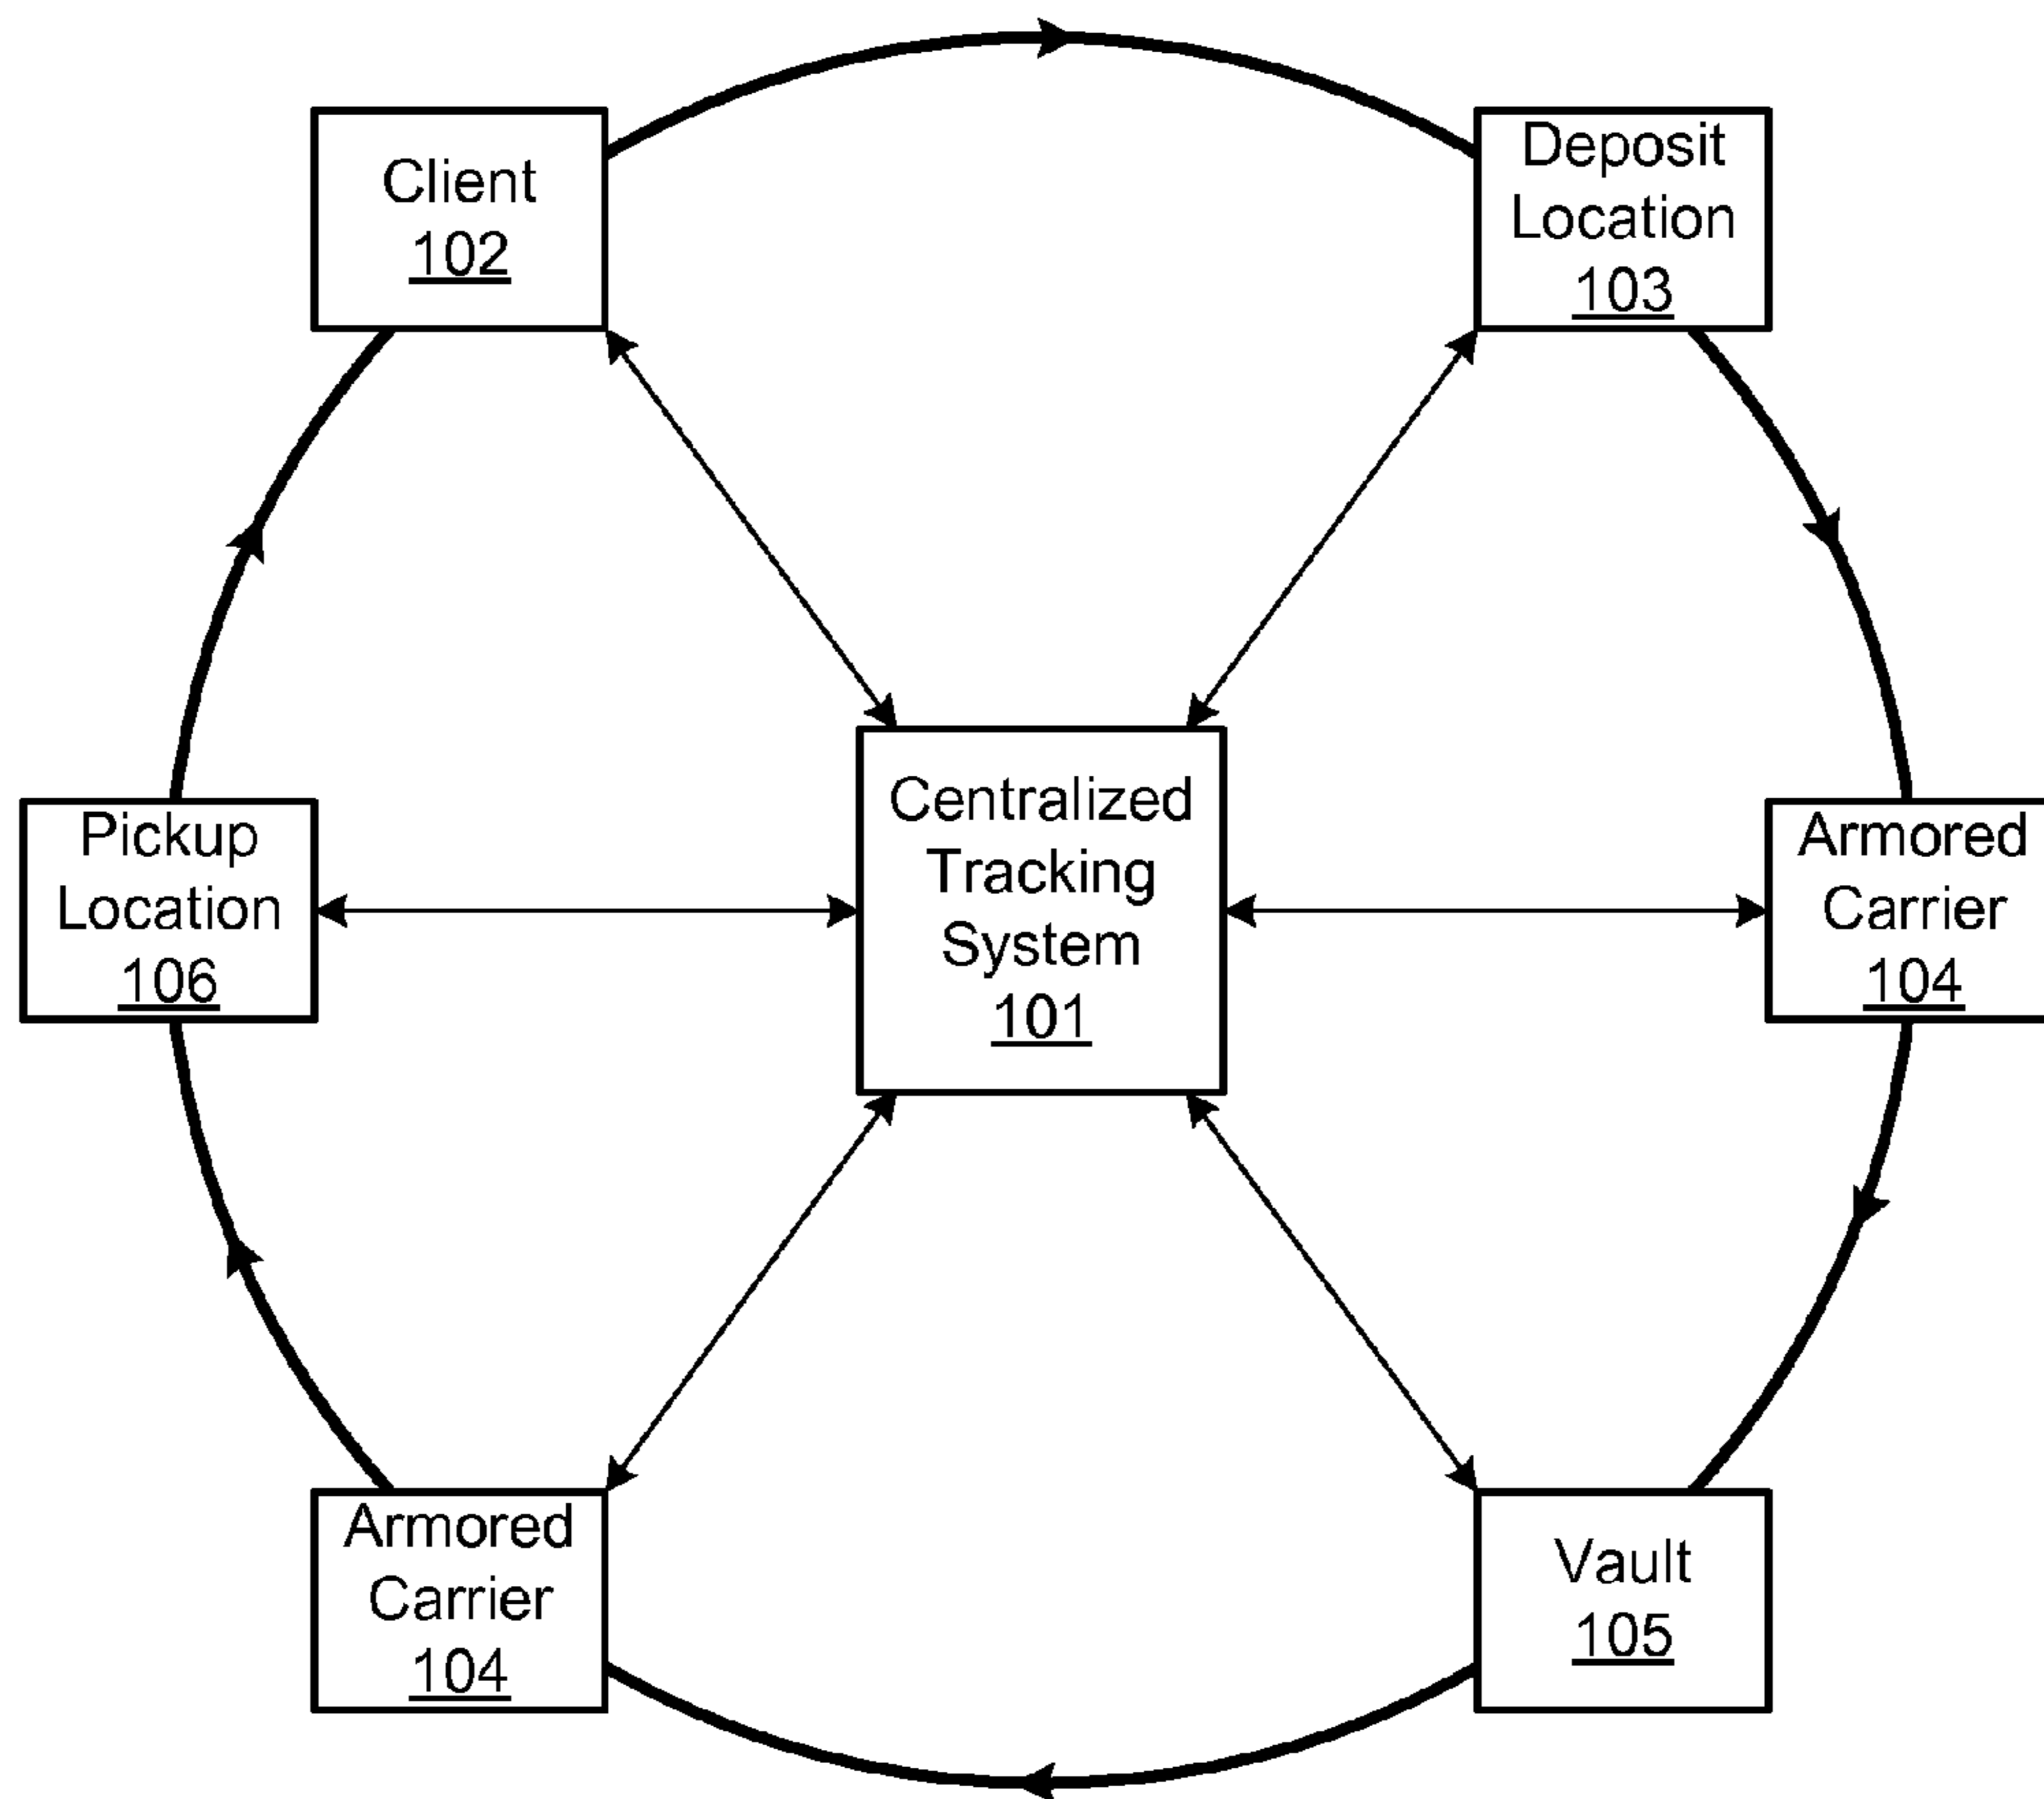 Client
102
Deposit
Location
103
Centralized
Tracking
System
101
Pickup
Location
106
Armored
Carrier
104
Armored
Carrier
104
Vault
105